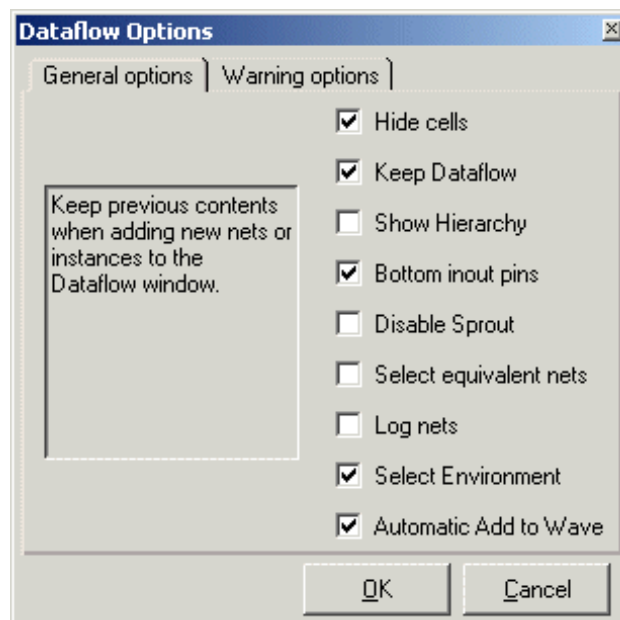 Dataflow Options
General options
Warning options
Hide cells
Keep Dataflow
Keep previous contents
when adding new nets or
instances to the
Dataflow window.
Show Hierarchy
Bottom inout pins
Disable Sprout
Select equivalent nets
Log nets
Select Environment
Automatic Add to Wave
OK
Cancel